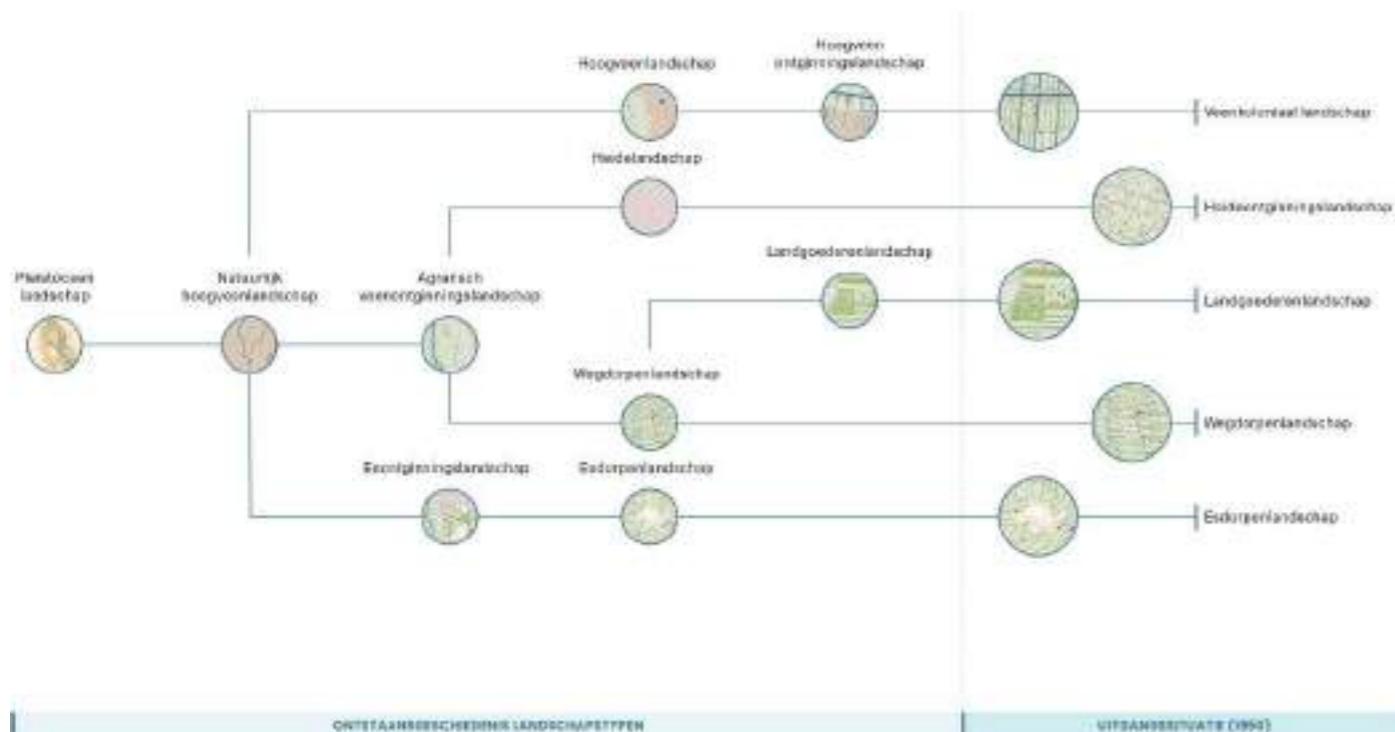 Hoogveenlandschap
Hoogveen
ontginningslandschap
Veenkoloniaal landschap
Heidelandschap
Heideontginningslandschap
Landgoederenlandschap
Landgoederenlandschap
Pleistoceen
landschap
Natuurlijk
hoogveenlandschap
Agrarisch
veenontginningslandschap
Wegdorpenlandschap
Wegdorpenlandschap
Esontginningslandschap
Esdorpenlandschap
Esdorpenlandschap
ONTSTAANSGESCHIEDENIS LANDSCHAPSTYPEN
UITGANGSSITUATIE (1950)